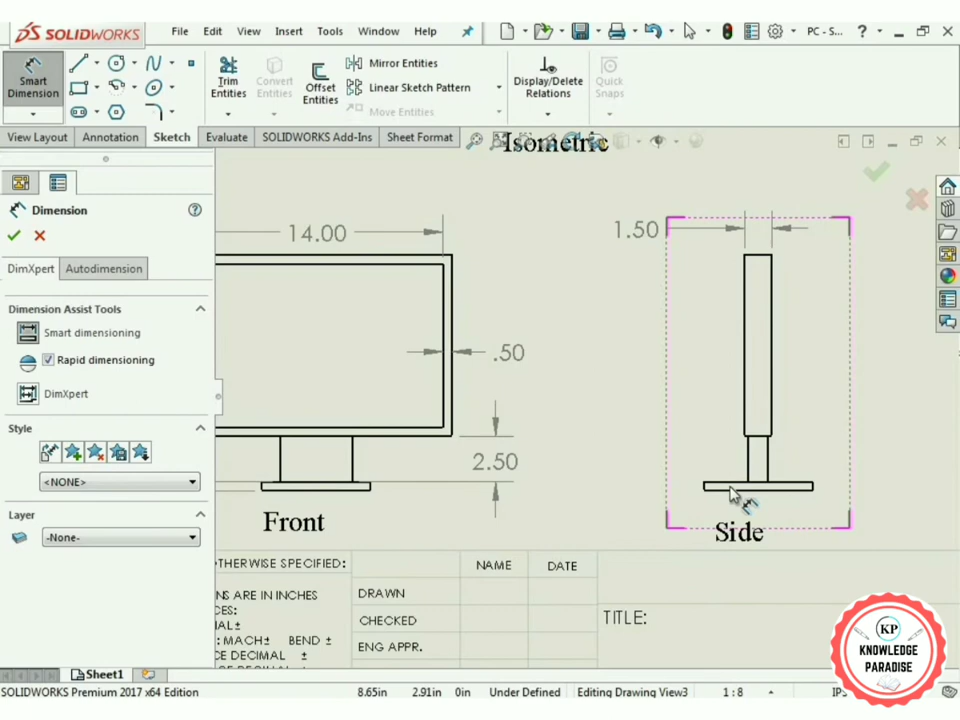 SOLIDWORKS
File Edit View Insert Tools Window Help
PC - S...
Smart Dimension
Trim Entities
Convert Entities
Offset Entities
Mirror Entities
Linear Sketch Pattern
Move Entities
Display/Delete Relations
Quick Snaps
View Layout Annotation Sketch Evaluate SOLIDWORKS Add-Ins Sheet Format
Isometric
Dimension
DimXpert Autodimension
Dimension Assist Tools
Smart dimensioning
Rapid dimensioning
DimXpert
Style
<NONE>
Layer
-None-
14.00
1.50
.50
2.50
Front
Side
OTHERWISE SPECIFIED:
NS ARE IN INCHES
CES:
AL±
MACH± BEND ±
CE DECIMAL ±
NAME DATE
DRAWN
CHECKED
ENG APPR.
TITLE:
KP
KNOWLEDGE
PARADISE
Sheet1
SOLIDWORKS Premium 2017 x64 Edition 8.65in 2.91in 0in Under Defined Editing Drawing View3 1:8